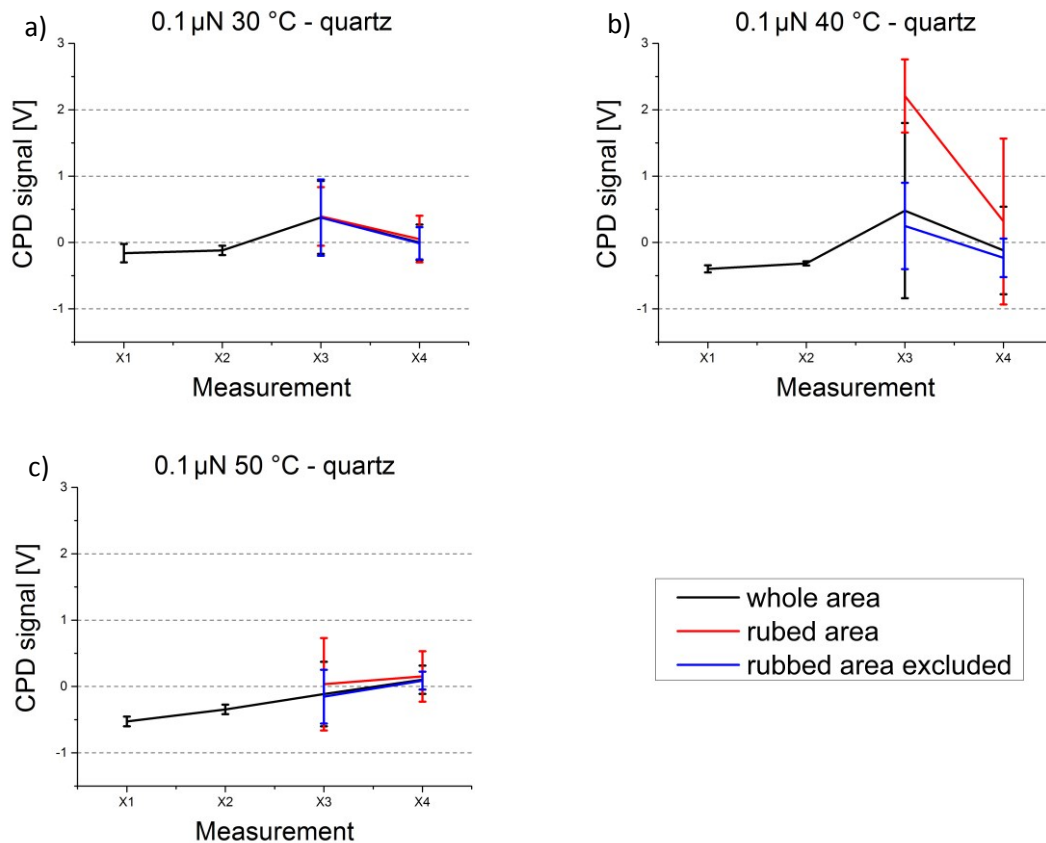 a)
0.1 µN 30 °C - quartz
CPD signal [V]
3
2
1
0
-1
X1 X2 X3 X4
Measurement
b)
0.1 µN 40 °C - quartz
CPD signal [V]
3
2
1
0
-1
X1 X2 X3 X4
Measurement
c)
0.1 µN 50 °C - quartz
CPD signal [V]
3
2
1
0
-1
X1 X2 X3 X4
Measurement
whole area
rubed area
rubbed area excluded